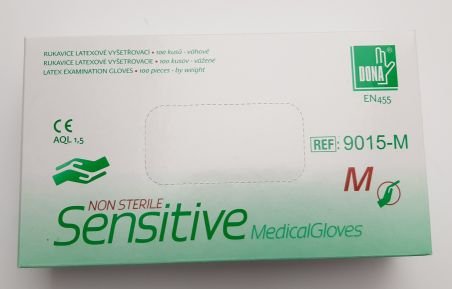 RUKAVICE LATEXOVÉ VYŠETŘOVACÍ • 100 kusů - váhově
RUKAVICE LATEXOVÉ VYŠETROVACIE • 100 kusov - vážené
LATEX EXAMINATION GLOVES • 100 pieces - by weight
DONA
EN455
CE
AQL 1,5
REF: 9015-M
M
NON STERILE
Sensitive MedicalGloves